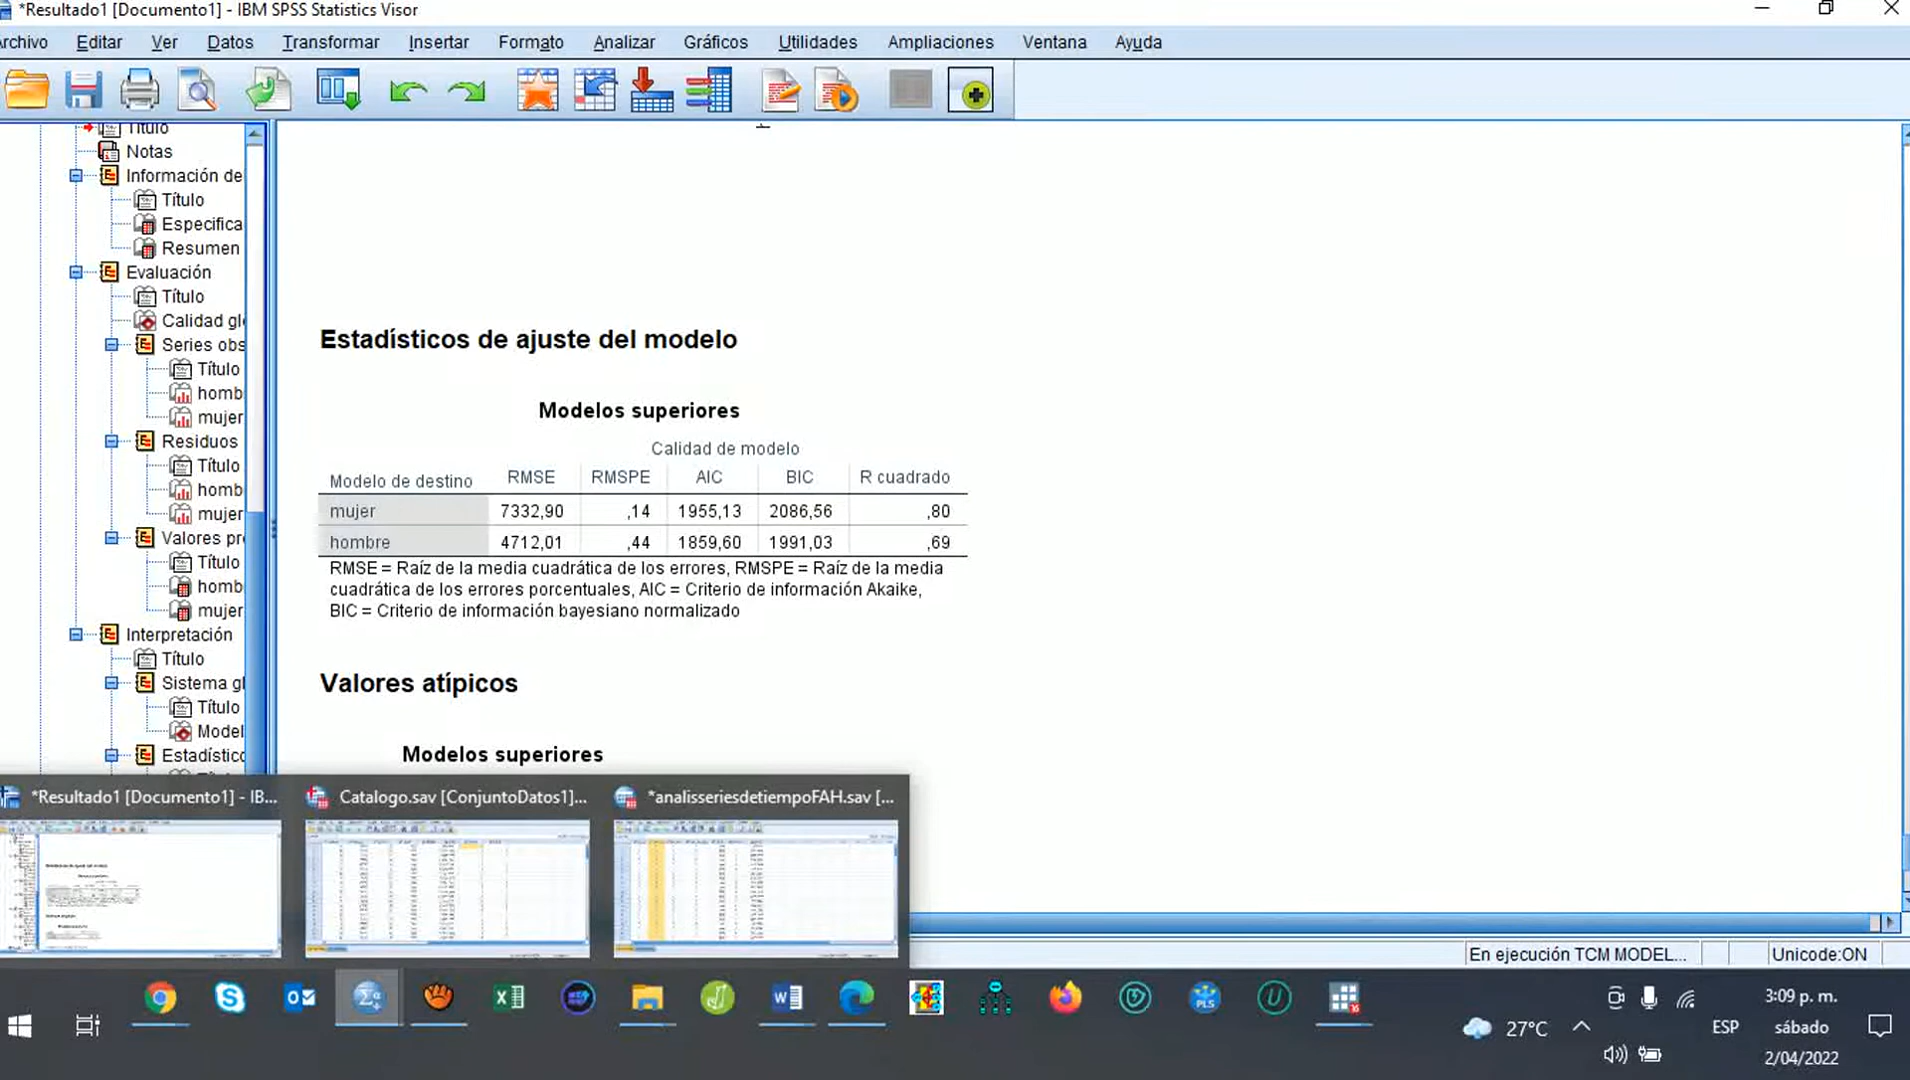 *Resultado1 [Documento1] - IBM SPSS Statistics Visor
Archivo Editar Ver Datos Transformar Insertar Formato Analizar Gráficos Utilidades Ampliaciones Ventana Ayuda
Título
Notas
Información de
Título
Especifica
Resumen
Evaluación
Título
Calidad gl
Series obs
Título
homb
mujer
Residuos
Título
homb
mujer
Valores pr
Título
homb
mujer
Interpretación
Título
Sistema gl
Título
Model
Estadístic
Estadísticos de ajuste del modelo
Modelos superiores
Calidad de modelo
Modelo de destino RMSE RMSPE AIC BIC R cuadrado
mujer 7332,90 ,14 1955,13 2086,56 ,80
hombre 4712,01 ,44 1859,60 1991,03 ,69
RMSE = Raíz de la media cuadrática de los errores, RMSPE = Raíz de la media
cuadrática de los errores porcentuales, AIC = Criterio de información Akaike,
BIC = Criterio de información bayesiano normalizado
Valores atípicos
Modelos superiores
*Resultado1 [Documento1] - IB...
Catalogo.sav [ConjuntoDatos1]...
*analisseriesdetiempoFAH.sav [...
En ejecución TCM MODEL...
Unicode:ON
PLS
27°C
ESP
3:09 p. m.
sábado
2/04/2022